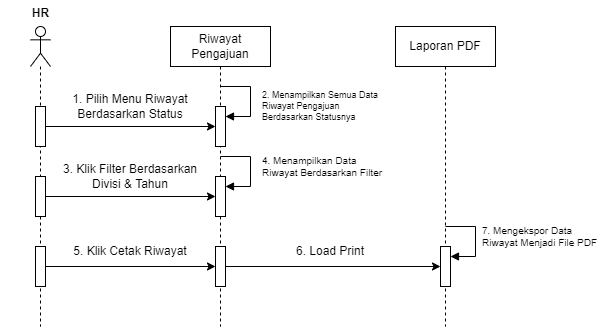 HR
Riwayat
Pengajuan
Laporan PDF
1. Pilih Menu Riwayat
Berdasarkan Status
2. Menampilkan Semua Data
Riwayat Pengajuan
Berdasarkan Statusnya
3. Klik Filter Berdasarkan
Divisi & Tahun
4. Menampilkan Data
Riwayat Berdasarkan Filter
5. Klik Cetak Riwayat
6. Load Print
7. Mengekspor Data
Riwayat Menjadi File PDF